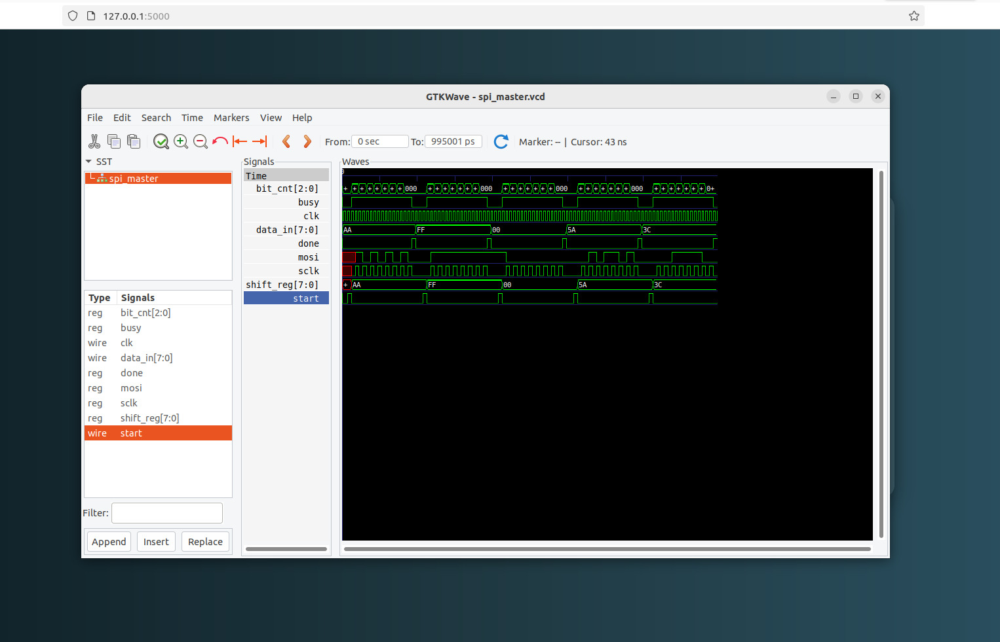 127.0.0.1:5000
GTKWave - spi_master.vcd
File Edit Search Time Markers View Help
From: 0 sec To: 995001 ps Marker: -- | Cursor: 43 ns
SST
spi_master
Type Signals
reg bit_cnt[2:0]
reg busy
wire clk
wire data_in[7:0]
reg done
reg mosi
reg sclk
reg shift_reg[7:0]
wire start
Filter:
Append Insert Replace
Signals
Time
bit_cnt[2:0]
busy
clk
data_in[7:0]
done
mosi
sclk
shift_reg[7:0]
start
Waves
0
+ + + + + + + + 000 + + + + + + + 000 + + + + + + + 000 + + + + + + + 000 + + + + + + + 0+
AA FF 00 5A 3C
+ AA FF 00 5A 3C